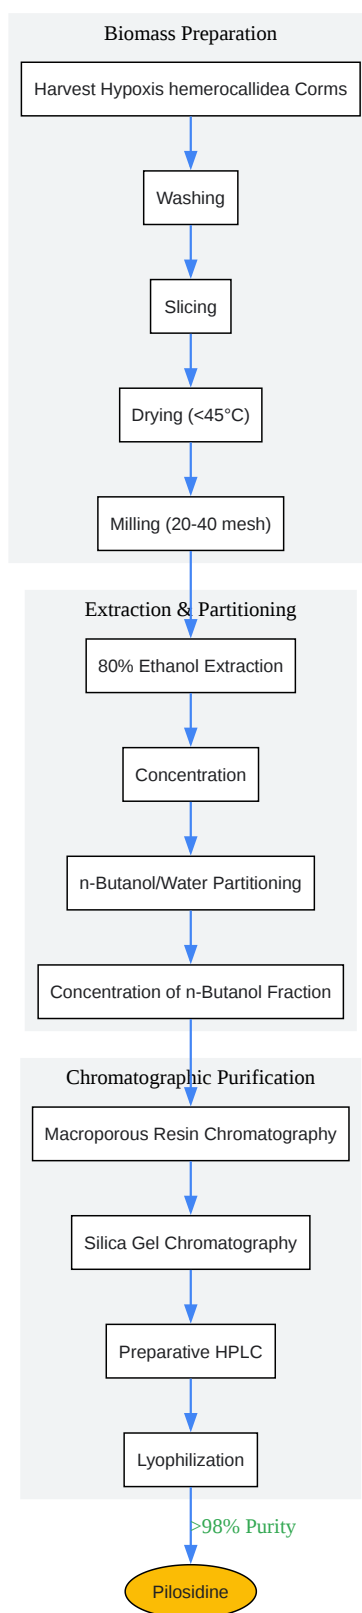 Biomass Preparation
Harvest Hypoxis hemerocallidea Corms
Washing
Slicing
Drying (<45°C)
Milling (20-40 mesh)
Extraction & Partitioning
80% Ethanol Extraction
Concentration
n-Butanol/Water Partitioning
Concentration of n-Butanol Fraction
Chromatographic Purification
Macroporous Resin Chromatography
Silica Gel Chromatography
Preparative HPLC
Lyophilization
>98% Purity
Pilosidine